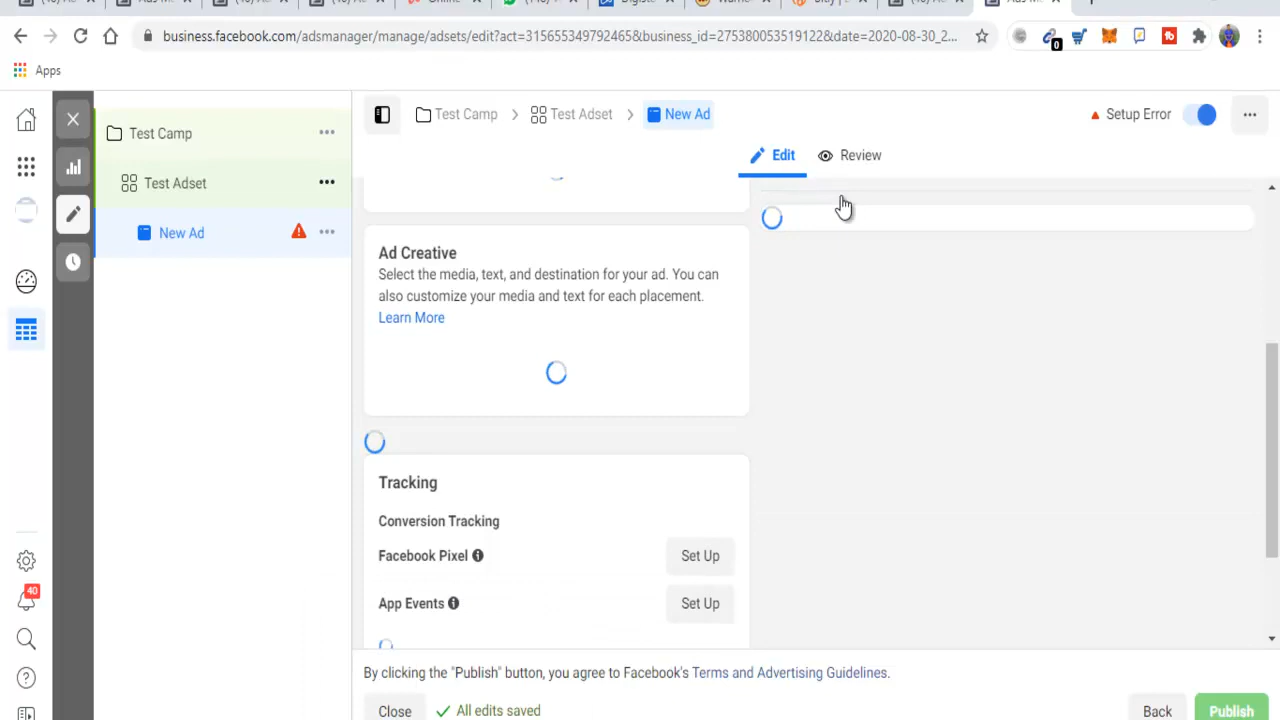 business.facebook.com/adsmanager/manage/adsets/edit?act=315655349792465&business_id=275380053519122&date=2020-08-30_2...
0
Apps
Test Camp
Test Adset
New Ad
Setup Error
Test Camp
Edit
Review
Test Adset
New Ad
Ad Creative
Select the media, text, and destination for your ad. You can
also customize your media and text for each placement.
Learn More
Tracking
Conversion Tracking
Facebook Pixel
Set Up
App Events
Set Up
40
By clicking the "Publish" button, you agree to Facebook's Terms and Advertising Guidelines.
Close
All edits saved
Back
Publish